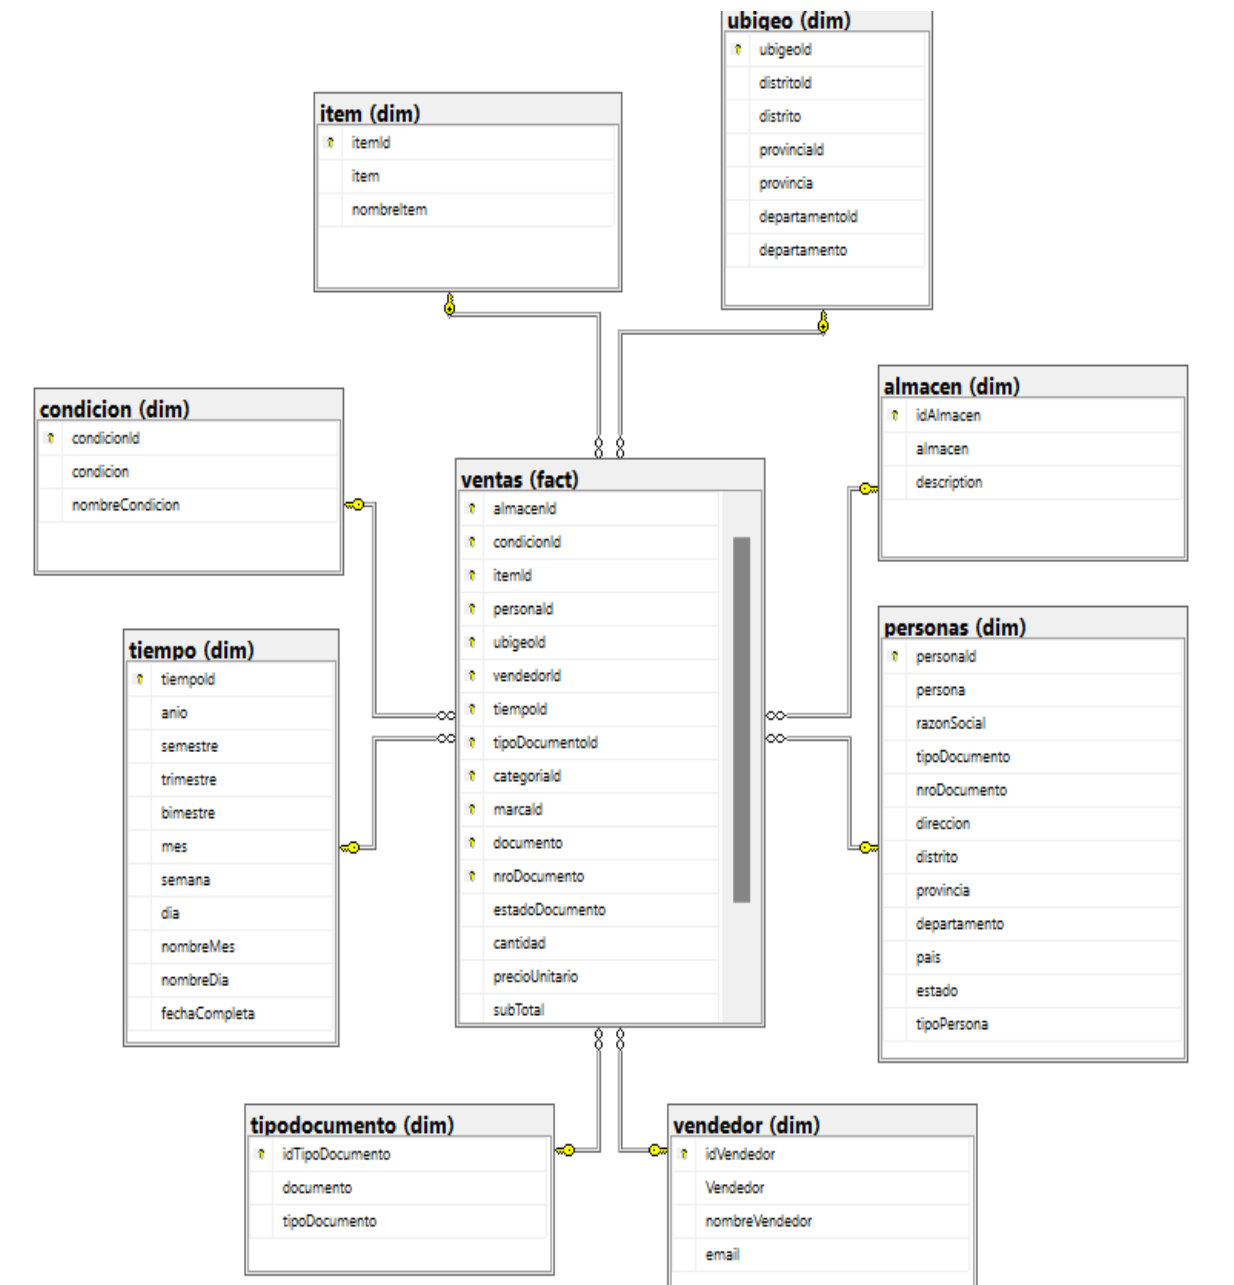 ubigeo (dim)
ubigeoId
distritoId
distrito
provinciaId
provincia
departamentoId
departamento
item (dim)
itemId
item
nombreItem
condicion (dim)
condicionId
condicion
nombreCondicion
almacen (dim)
idAlmacen
almacen
description
ventas (fact)
almacenId
condicionId
itemId
personaId
ubigeoId
vendedorId
tiempoId
tipoDocumentoId
categoriaId
marcaId
documento
nroDocumento
estadoDocumento
cantidad
precioUnitario
subTotal
tiempo (dim)
tiempoId
anio
semestre
trimestre
bimestre
mes
semana
dia
nombreMes
nombreDia
fechaCompleta
personas (dim)
personaId
persona
razonSocial
tipoDocumento
nroDocumento
direccion
distrito
provincia
departamento
pais
estado
tipoPersona
tipodocumento (dim)
idTipoDocumento
documento
tipoDocumento
vendedor (dim)
idVendedor
Vendedor
nombreVendedor
email